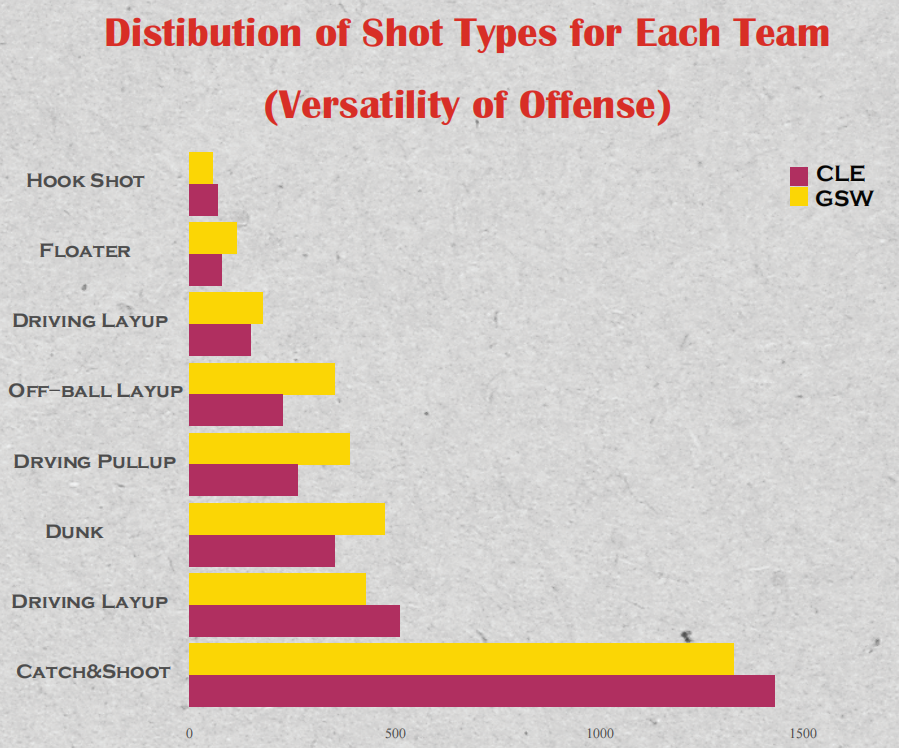 Distibution of Shot Types for Each Team
(Versatility of Offense)
CLE
GSW
Hook Shot
Floater
Driving Layup
Off-ball Layup
Drving Pullup
Dunk
Driving Layup
Catch&Shoot
0 500 1000 1500